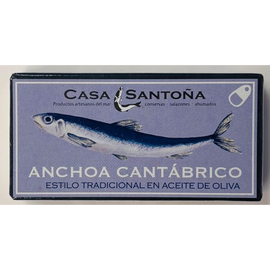 CASA SANTOÑA
Productos artesanos del mar conservas salazones ahumados
ANCHOA CANTÁBRICO
ESTILO TRADICIONAL EN ACEITE DE OLIVA